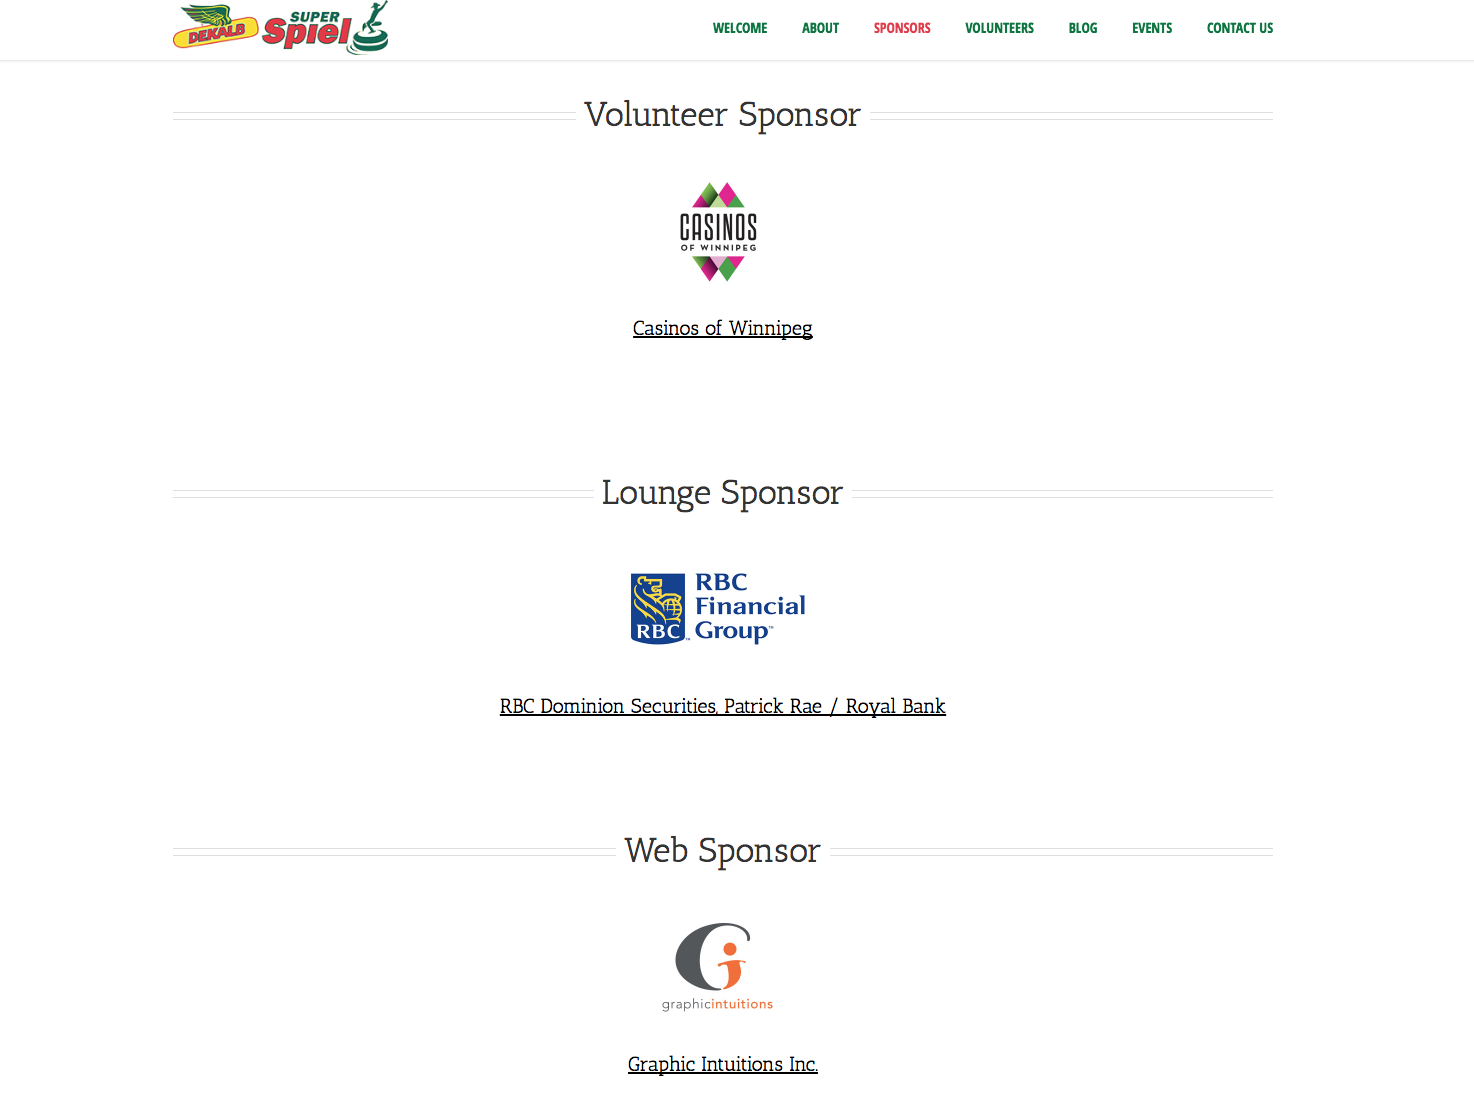 DEKALB SUPER Spiel
WELCOME ABOUT SPONSORS VOLUNTEERS BLOG EVENTS CONTACT US
Volunteer Sponsor
CASINOS
OF WINNIPEG
Casinos of Winnipeg
Lounge Sponsor
RBC
RBC
Financial
Group™
RBC Dominion Securities, Patrick Rae / Royal Bank
Web Sponsor
graphicintuitions
Graphic Intuitions Inc.